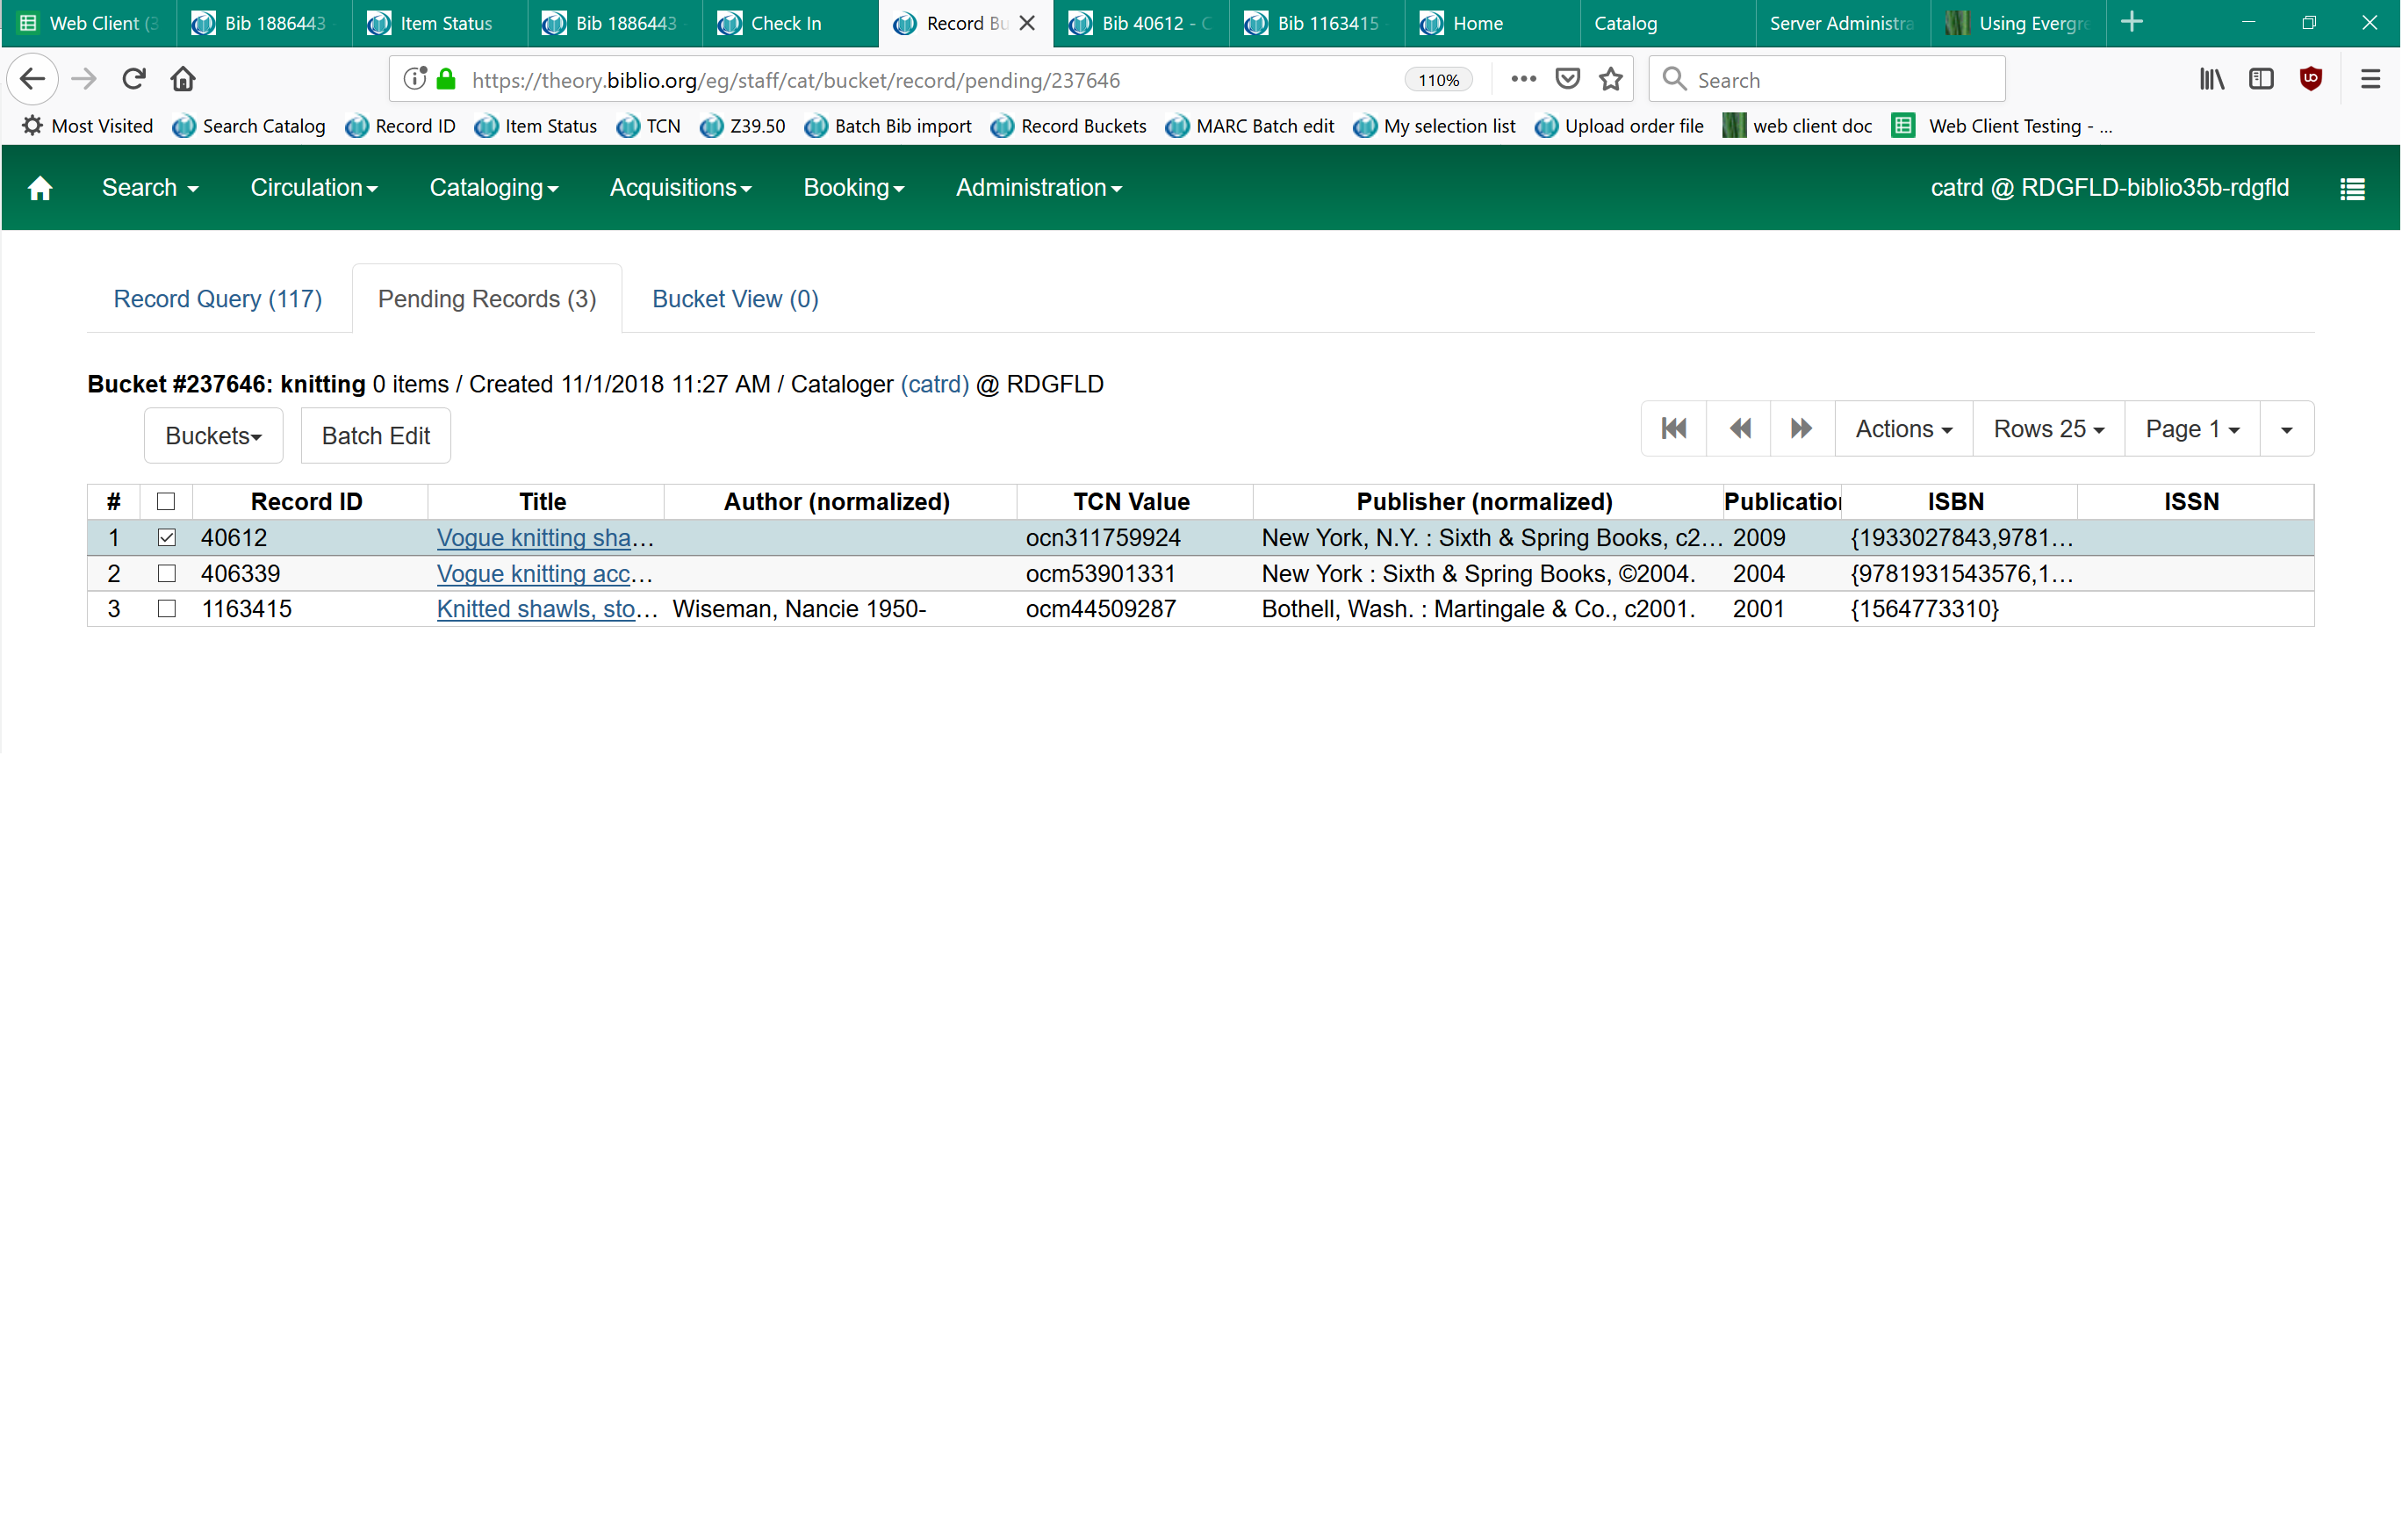 Web Client (3 Bib 1886443 Item Status Bib 1886443 Check In Record Bu Bib 40612 - C Bib 1163415 Home Catalog Server Administra Using Evergre
https://theory.biblio.org/eg/staff/cat/bucket/record/pending/237646 110% Search
Most Visited Search Catalog Record ID Item Status TCN Z39.50 Batch Bib import Record Buckets MARC Batch edit My selection list Upload order file web client doc Web Client Testing - ...
Search Circulation Cataloging Acquisitions Booking Administration catrd @ RDGFLD-biblio35b-rdgfld
Record Query (117) Pending Records (3) Bucket View (0)
Bucket #237646: knitting 0 items / Created 11/1/2018 11:27 AM / Cataloger (catrd) @ RDGFLD
Buckets Batch Edit Actions Rows 25 Page 1
# Record ID Title Author (normalized) TCN Value Publisher (normalized) Publication ISBN ISSN
1 40612 Vogue knitting sha... ocn311759924 New York, N.Y. : Sixth & Spring Books, c2... 2009 {1933027843,9781...
2 406339 Vogue knitting acc... ocm53901331 New York : Sixth & Spring Books, ©2004. 2004 {9781931543576,1...
3 1163415 Knitted shawls, sto... Wiseman, Nancie 1950- ocm44509287 Bothell, Wash. : Martingale & Co., c2001. 2001 {1564773310}